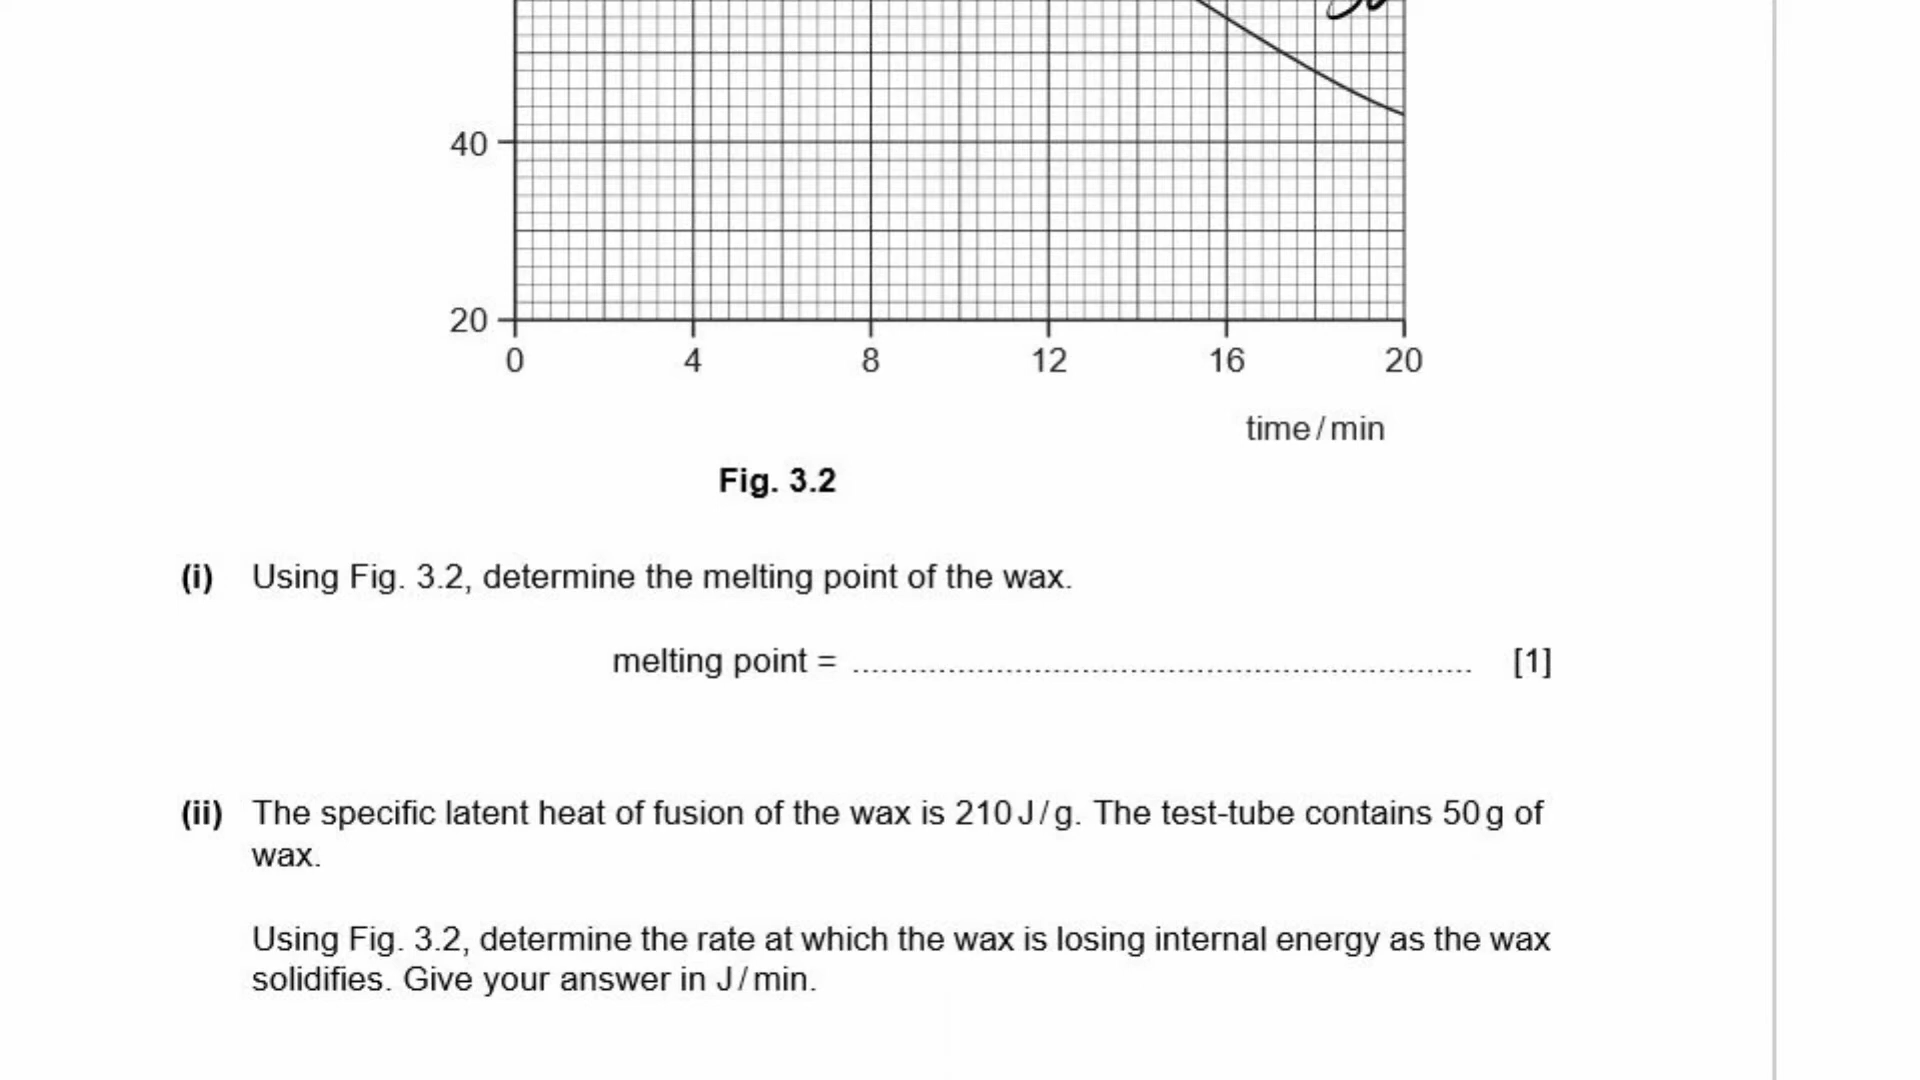 40
20
0 4 8 12 16 20
time/min
Fig. 3.2
(i) Using Fig. 3.2, determine the melting point of the wax.
melting point = ................................................................ [1]
(ii) The specific latent heat of fusion of the wax is 210 J/g. The test-tube contains 50 g of
wax.
Using Fig. 3.2, determine the rate at which the wax is losing internal energy as the wax
solidifies. Give your answer in J/min.